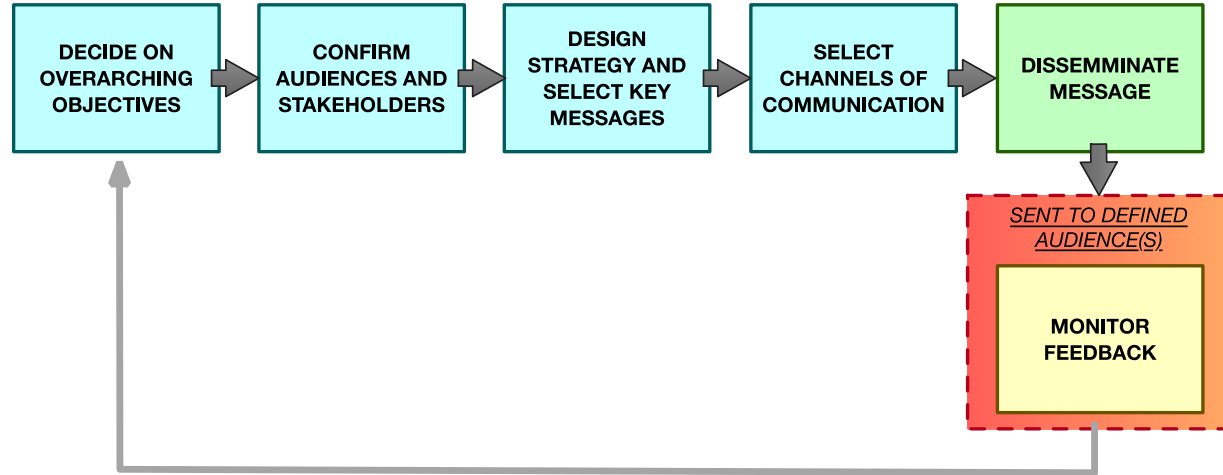 DECIDE ON
OVERARCHING
OBJECTIVES
CONFIRM
AUDIENCES AND
STAKEHOLDERS
DESIGN
STRATEGY AND
SELECT KEY
MESSAGES
SELECT
CHANNELS OF
COMMUNICATION
DISSEMMINATE
MESSAGE
SENT TO DEFINED
AUDIENCE(S)
MONITOR
FEEDBACK